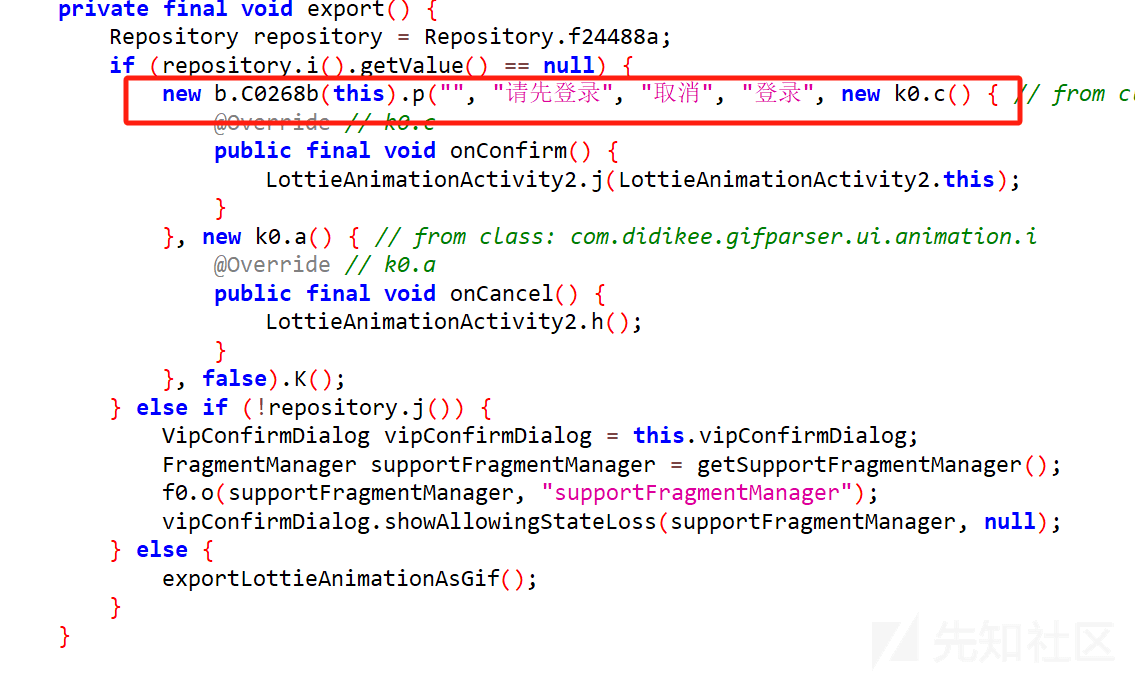 private final void export() {
Repository repository = Repository.f24488a;
if (repository.i().getValue() == null) {
new b.C0268b(this).p("", "请先登录", "取消", "登录", new k0.c() { // from cl
@Override // k0.c
public final void onConfirm() {
LottieAnimationActivity2.j(LottieAnimationActivity2.this);
}
}, new k0.a() { // from class: com.didikee.gifparser.ui.animation.i
@Override // k0.a
public final void onCancel() {
LottieAnimationActivity2.h();
}
}, false).K();
} else if (!repository.j()) {
VipConfirmDialog vipConfirmDialog = this.vipConfirmDialog;
FragmentManager supportFragmentManager = getSupportFragmentManager();
f0.o(supportFragmentManager, "supportFragmentManager");
vipConfirmDialog.showAllowingStateLoss(supportFragmentManager, null);
} else {
exportLottieAnimationAsGif();
}
}
先知社区